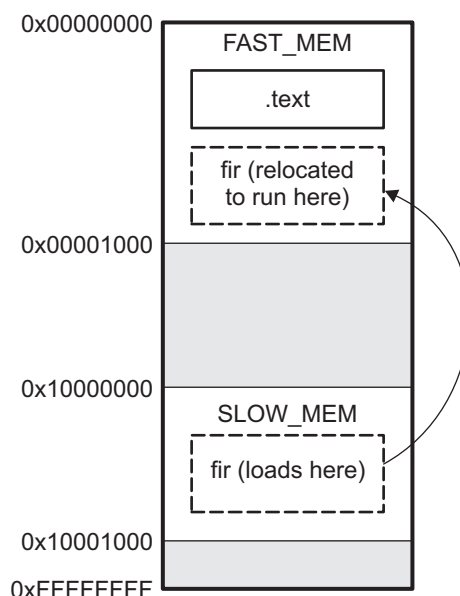 0x00000000
FAST_MEM
.text
fir (relocated
to run here)
0x00001000
0x10000000
SLOW_MEM
fir (loads here)
0x10001000
0xFFFFFFFF